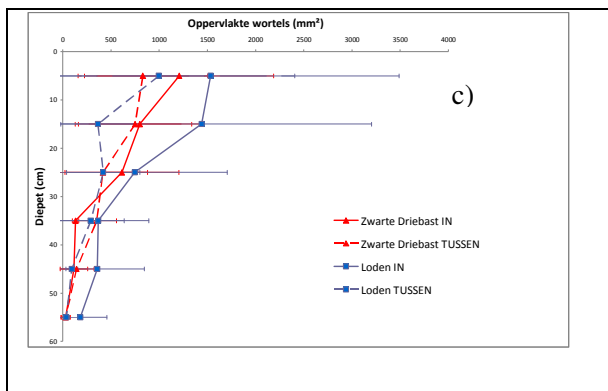 Oppervlakte wortels (mm²)
0 500 1000 1500 2000 2500 3000 3500 4000
0
10
20
30
40
50
60
Diepet (cm)
c)
Zwarte Driebast IN
Zwarte Driebast TUSSEN
Loden IN
Loden TUSSEN